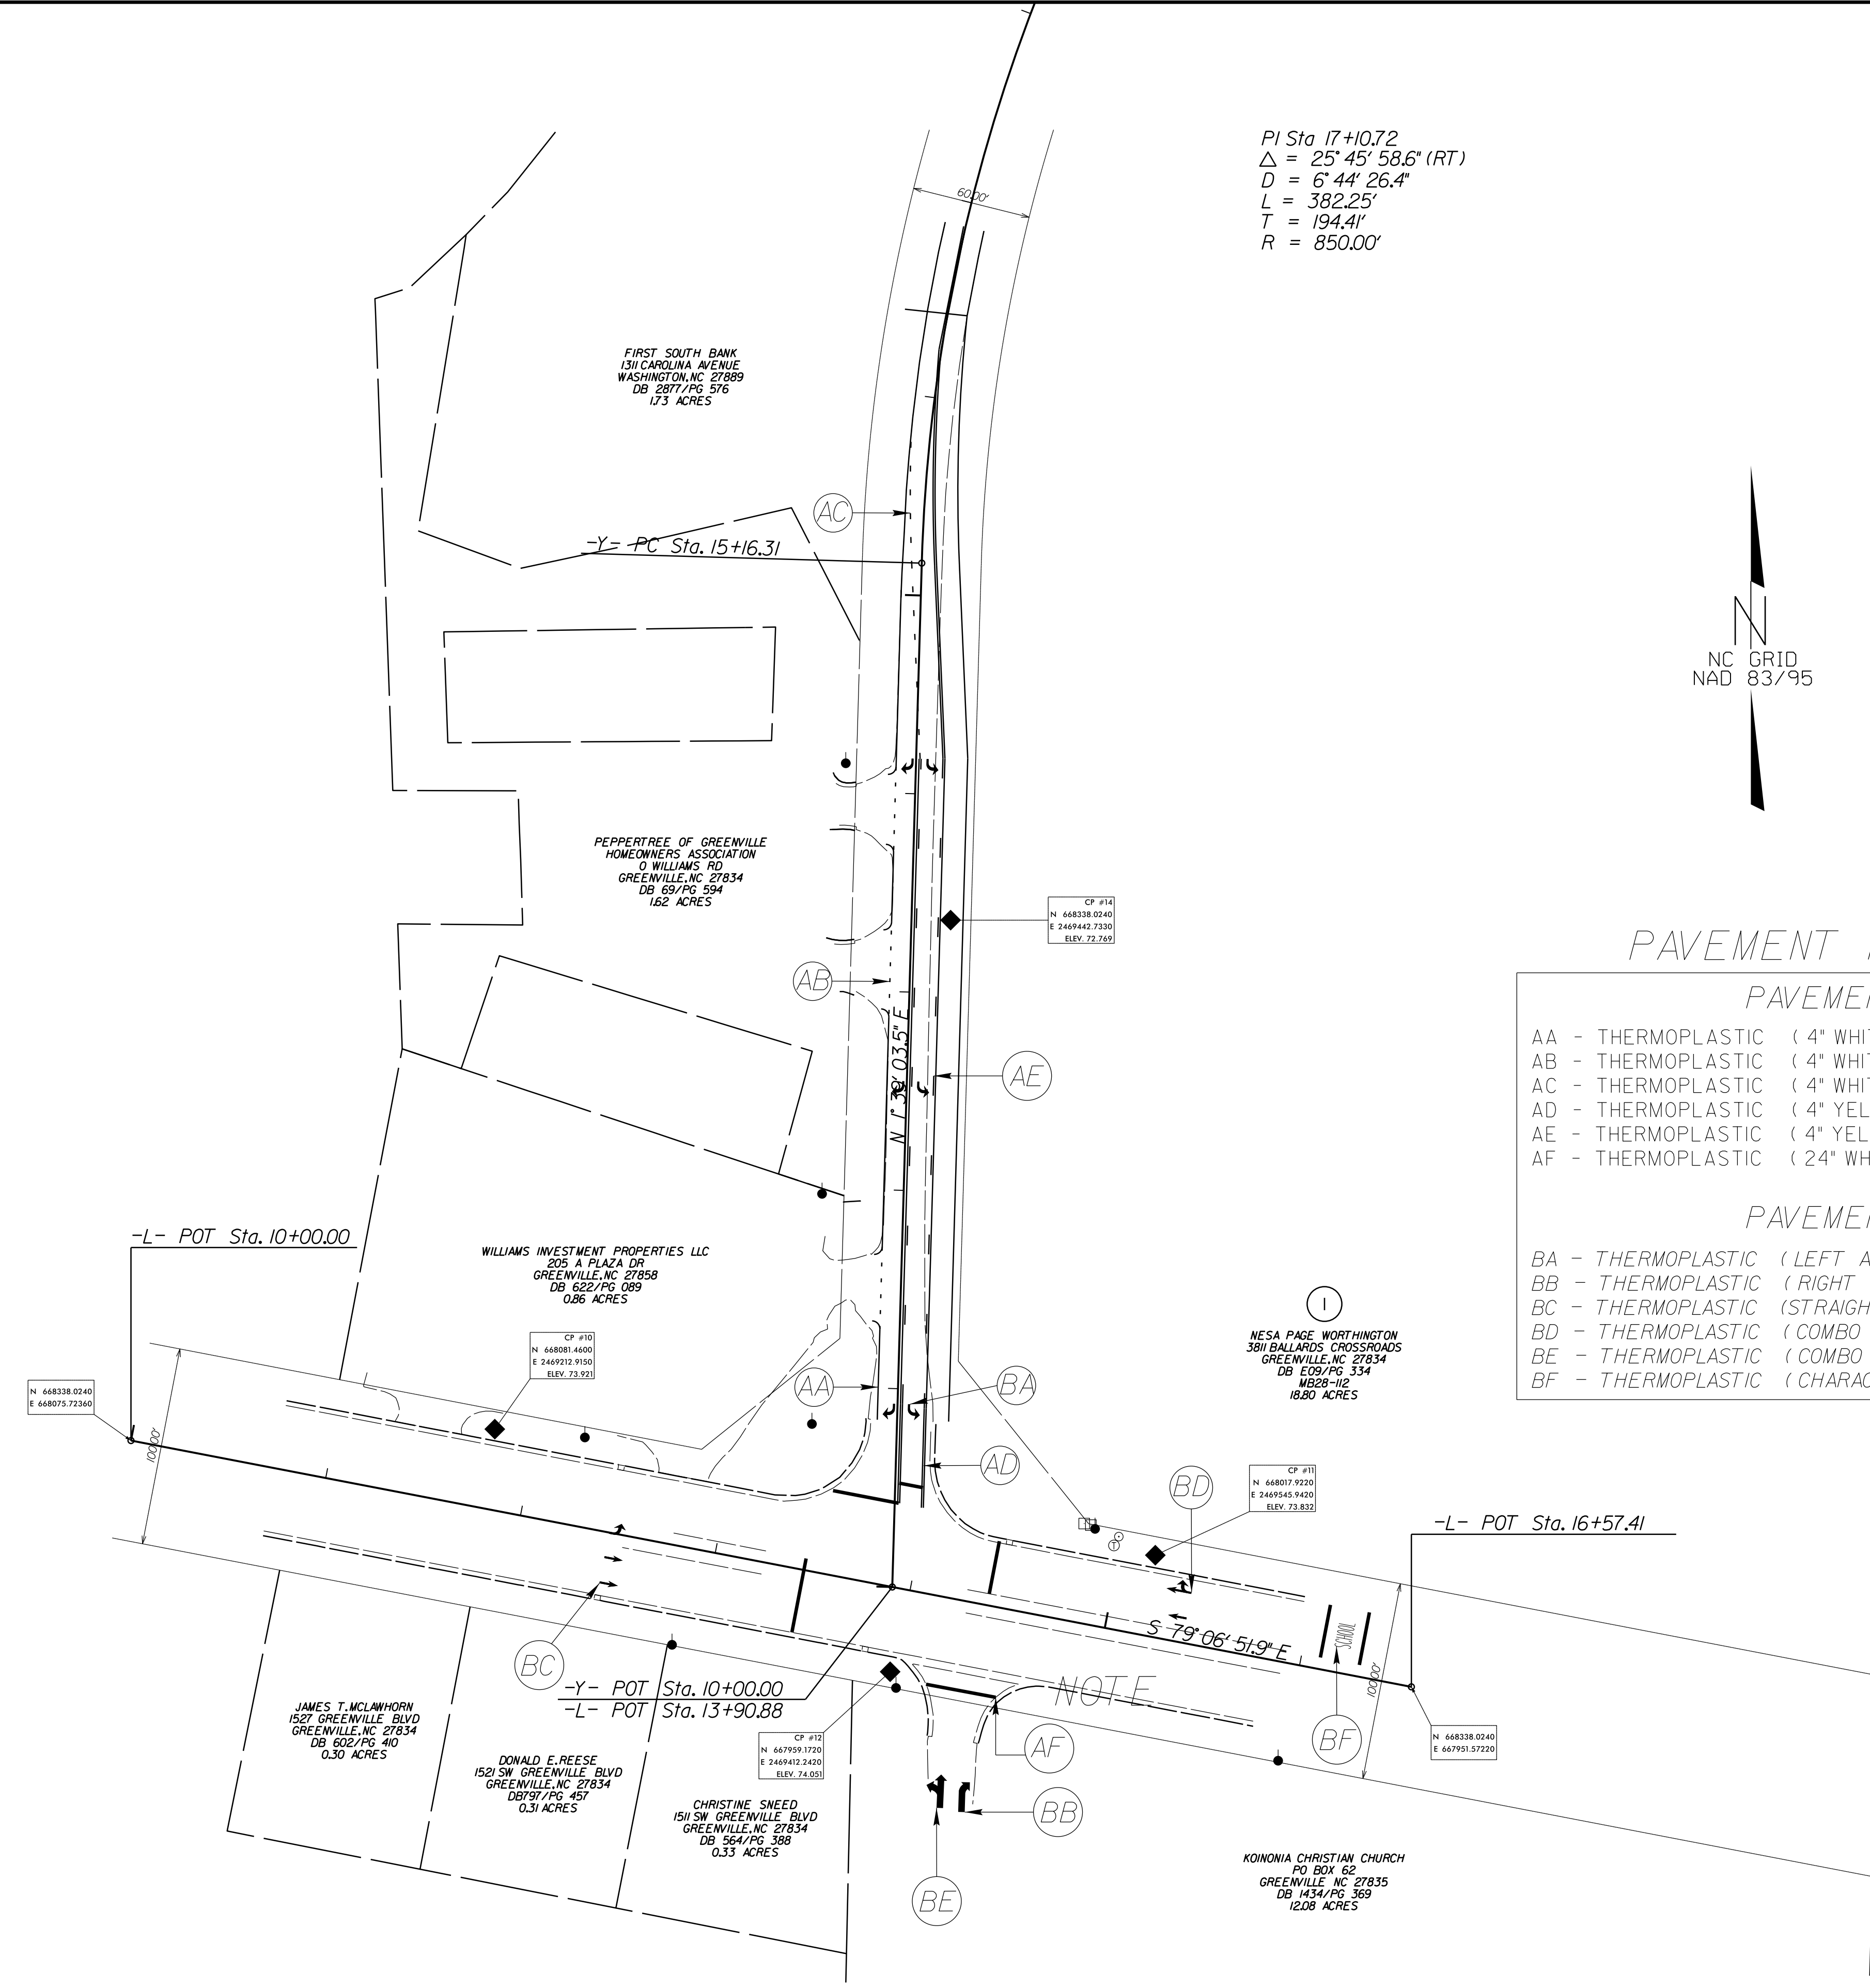 PI Sta 17+10.72
△ = 25° 45' 58.6" (RT)
D = 6° 44' 26.4"
L = 382.25'
T = 194.41'
R = 850.00'
60.00'
FIRST SOUTH BANK
1311 CAROLINA AVENUE
WASHINGTON, NC 27889
DB 2877/PG 576
1.73 ACRES
AC
-Y- PC Sta. 15+16.31
N
NC GRID
NAD 83/95
PEPPERTREE OF GREENVILLE
HOMEOWNERS ASSOCIATION
0 WILLIAMS RD
GREENVILLE, NC 27834
DB 69/PG 594
1.62 ACRES
CP #14
N 668338.0240
E 2469442.7330
ELEV. 72.769
AB
N 1° 39' 03.5" E
AE
PAVEMENT
AA - THERMOPLASTIC ( 4"
AB - THERMOPLASTIC ( 4"
AC - THERMOPLASTIC ( 4"
AD - THERMOPLASTIC ( 4"
AE - THERMOPLASTIC ( 4"
AF - THERMOPLASTIC ( 24"
BA - THERMOPLASTIC ( LEFT
BB - THERMOPLASTIC ( RIGHT
BC - THERMOPLASTIC
BD - THERMOPLASTIC ( COMBO
BE - THERMOPLASTIC ( COMBO
BF - THERMOPLASTIC
-L- POT Sta. 10+00.00
WILLIAMS INVESTMENT PROPERTIES LLC
205 A PLAZA DR
GREENVILLE, NC 27858
DB 622/PG 089
0.86 ACRES
1
NESA PAGE WORTHINGTON
3811 BALLARDS CROSSROADS
GREENVILLE, NC 27834
DB E09/PG 334
MB28-112
18.80 ACRES
CP #10
N 668081.4600
E 2469212.9150
ELEV. 73.921
N 668338.0240
E 668075.72360
100.00'
AA
BA
AD
BD
CP #11
N 668017.9220
E 2469545.9420
ELEV. 73.832
-L- POT Sta. 16+57.41
T
S 79° 06' 51.9" E
SCHOOL
100.00'
BC
-Y- POT Sta. 10+00.00
-L- POT Sta. 13+90.88
NOTE
JAMES T. MCLAWHORN
1527 GREENVILLE BLVD
GREENVILLE, NC 27834
DB 602/PG 410
0.30 ACRES
DONALD E. REESE
1521 SW GREENVILLE BLVD
GREENVILLE, NC 27834
DB797/PG 457
0.31 ACRES
CP #12
N 667959.1720
E 2469412.2420
ELEV. 74.051
AF
BF
N 668338.0240
E 667951.57220
CHRISTINE SNEED
1511 SW GREENVILLE BLVD
GREENVILLE, NC 27834
DB 564/PG 388
0.33 ACRES
BB
BE
KOINONIA CHRISTIAN CHURCH
PO BOX 62
GREENVILLE NC 27835
DB 1434/PG 369
12.08 ACRES